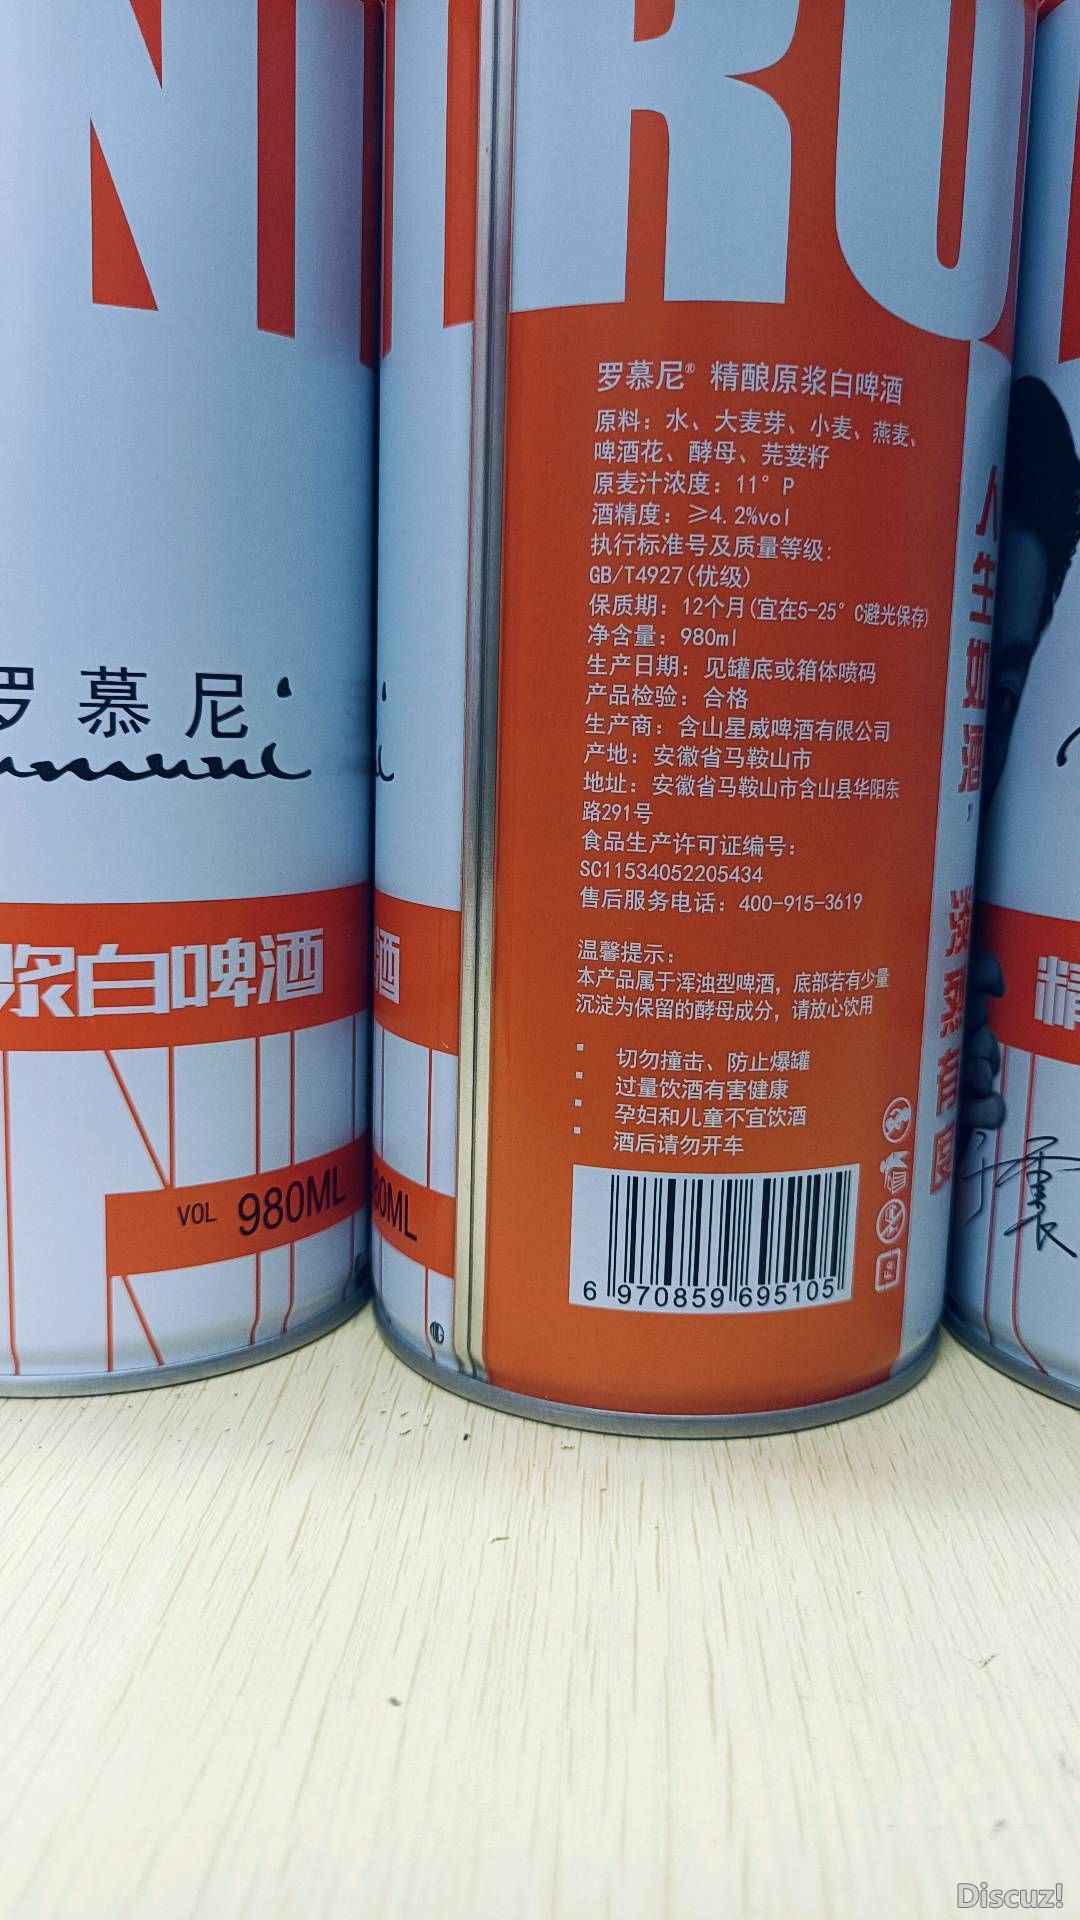 罗慕尼
浆白啤酒
VOL 980ML
酒
80ML
罗慕尼® 精酿原浆白啤酒
原料：水、大麦芽、小麦、燕麦、
啤酒花、酵母、芫荽籽
原麦汁浓度：11°P
酒精度：≥4.2%vol
执行标准号及质量等级：
GB/T4927(优级)
保质期：12个月(宜在5-25°C避光保存)
净含量：980ml
生产日期：见罐底或箱体喷码
产品检验：合格
生产商：含山星威啤酒有限公司
产地：安徽省马鞍山市
地址：安徽省马鞍山市含山县华阳东
路291号
食品生产许可证编号：
SC11534052205434
售后服务电话：400-915-3619
温馨提示：
本产品属于浑浊型啤酒，底部若有少量
沉淀为保留的酵母成分，请放心饮用
切勿撞击、防止爆罐
过量饮酒有害健康
孕妇和儿童不宜饮酒
酒后请勿开车
6 970859 695105
人生如酒，浓烈有度
精
Discuz!